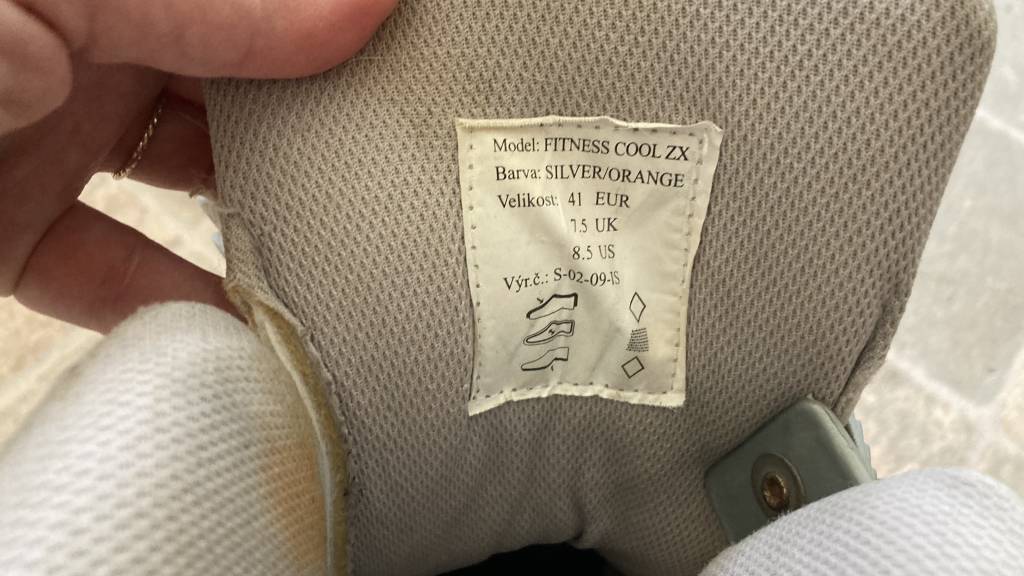 Model: FITNESS COOL ZX
Barva: SILVER/ORANGE
Velikost: 41 EUR
7.5 UK
8.5 US
Výr.č.: S-02-09-IS